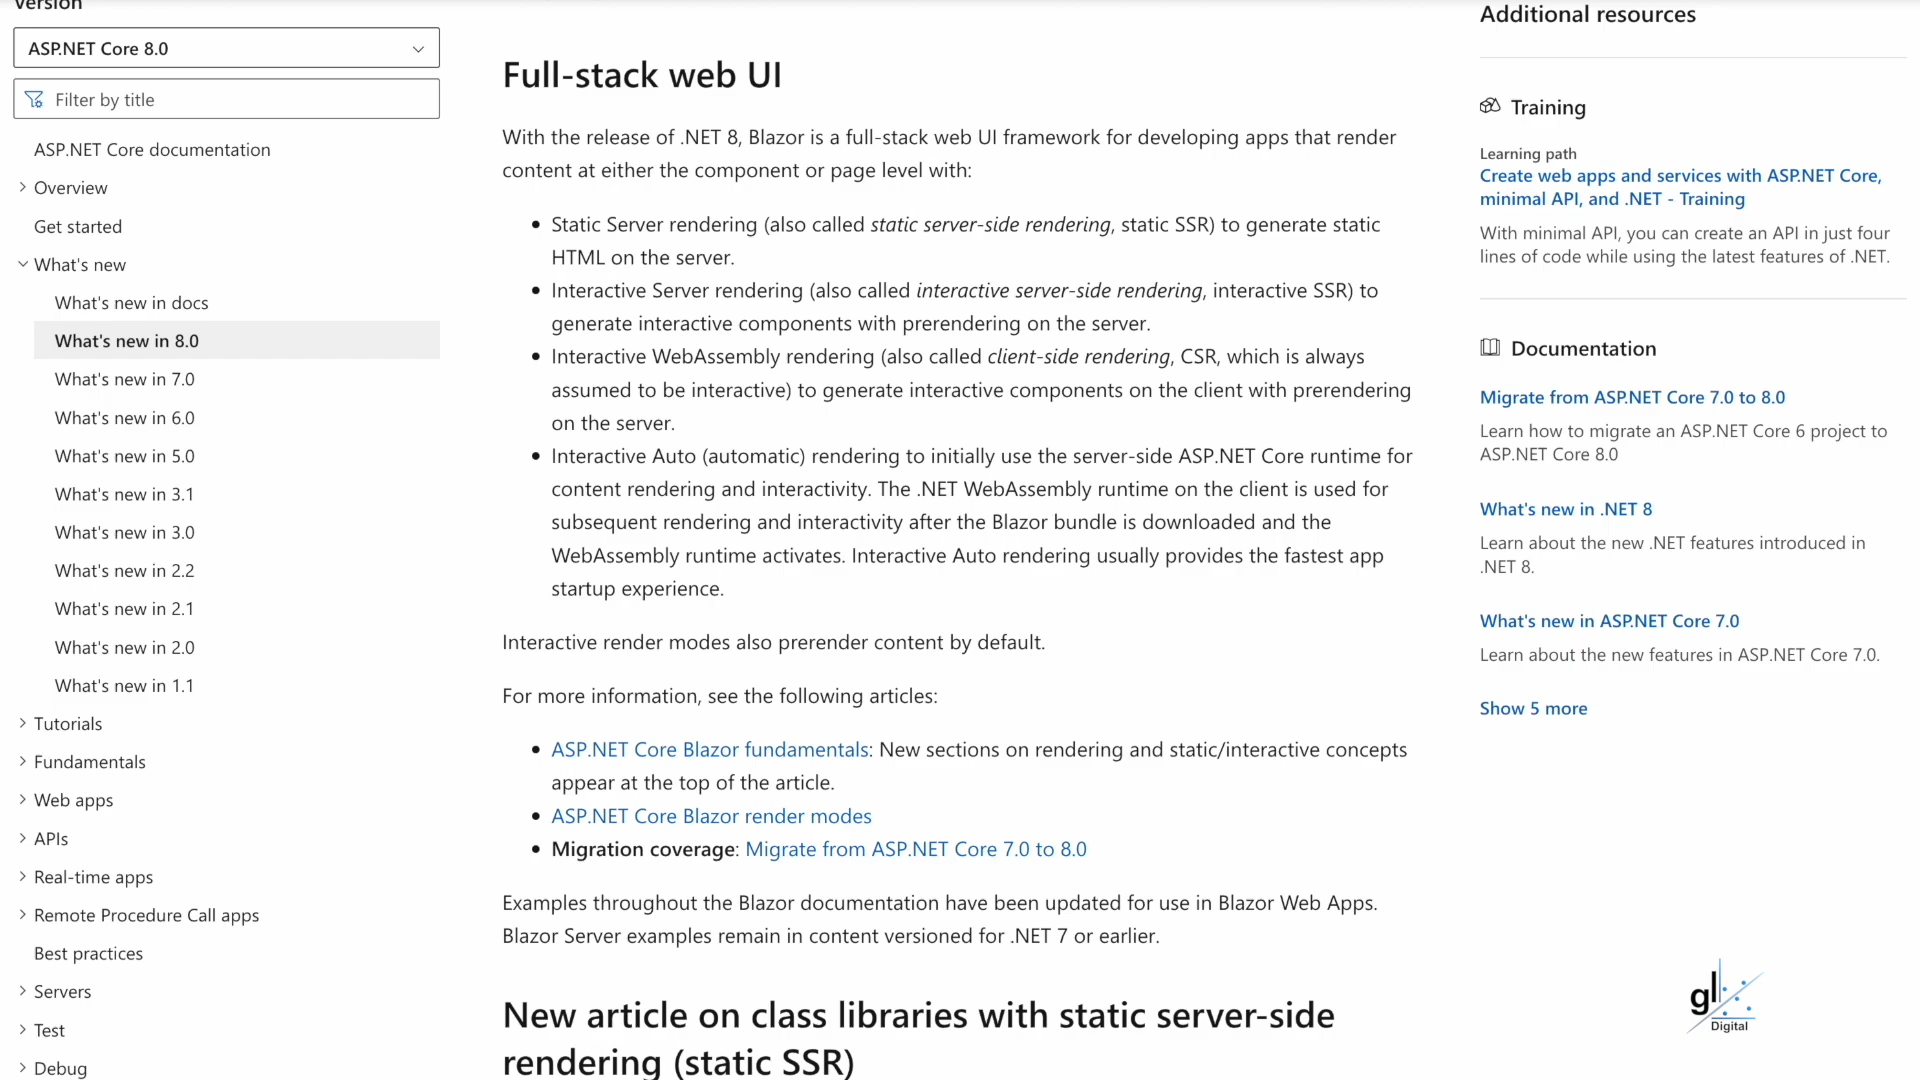 Version
ASP.NET Core 8.0
Filter by title
ASP.NET Core documentation
Overview
Get started
What's new
What's new in docs
What's new in 8.0
What's new in 7.0
What's new in 6.0
What's new in 5.0
What's new in 3.1
What's new in 3.0
What's new in 2.2
What's new in 2.1
What's new in 2.0
What's new in 1.1
Tutorials
Fundamentals
Web apps
APIs
Real-time apps
Remote Procedure Call apps
Best practices
Servers
Test
Debug
Full-stack web UI
With the release of .NET 8, Blazor is a full-stack web UI framework for developing apps that render
content at either the component or page level with:
• Static Server rendering (also called static server-side rendering, static SSR) to generate static
HTML on the server.
• Interactive Server rendering (also called interactive server-side rendering, interactive SSR) to
generate interactive components with prerendering on the server.
• Interactive WebAssembly rendering (also called client-side rendering, CSR, which is always
assumed to be interactive) to generate interactive components on the client with prerendering
on the server.
• Interactive Auto (automatic) rendering to initially use the server-side ASP.NET Core runtime for
content rendering and interactivity. The .NET WebAssembly runtime on the client is used for
subsequent rendering and interactivity after the Blazor bundle is downloaded and the
WebAssembly runtime activates. Interactive Auto rendering usually provides the fastest app
startup experience.
Interactive render modes also prerender content by default.
For more information, see the following articles:
• ASP.NET Core Blazor fundamentals: New sections on rendering and static/interactive concepts
appear at the top of the article.
• ASP.NET Core Blazor render modes
• Migration coverage: Migrate from ASP.NET Core 7.0 to 8.0
Examples throughout the Blazor documentation have been updated for use in Blazor Web Apps.
Blazor Server examples remain in content versioned for .NET 7 or earlier.
New article on class libraries with static server-side
rendering (static SSR)
Additional resources
Training
Learning path
Create web apps and services with ASP.NET Core,
minimal API, and .NET - Training
With minimal API, you can create an API in just four
lines of code while using the latest features of .NET.
Documentation
Migrate from ASP.NET Core 7.0 to 8.0
Learn how to migrate an ASP.NET Core 6 project to
ASP.NET Core 8.0
What's new in .NET 8
Learn about the new .NET features introduced in
.NET 8.
What's new in ASP.NET Core 7.0
Learn about the new features in ASP.NET Core 7.0.
Show 5 more
gl
Digital